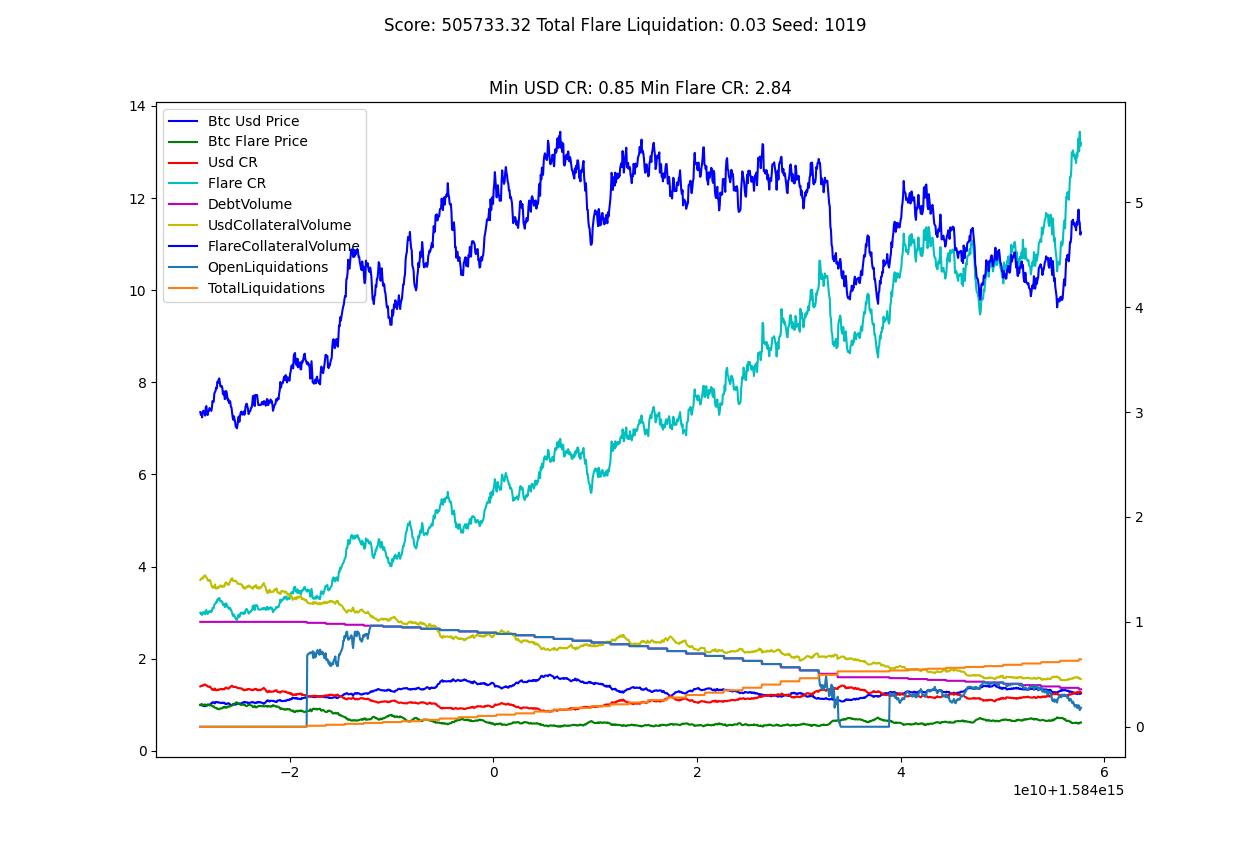 Score: 505733.32 Total Flare Liquidation: 0.03 Seed: 1019
Min USD CR: 0.85 Min Flare CR: 2.84
Btc Usd Price
Btc Flare Price
Usd CR
Flare CR
DebtVolume
UsdCollateralVolume
FlareCollateralVolume
OpenLiquidations
TotalLiquidations
14
12
10
8
6
4
2
0
5
4
3
2
1
0
−2
0
2
4
6
1e10+1.584e15